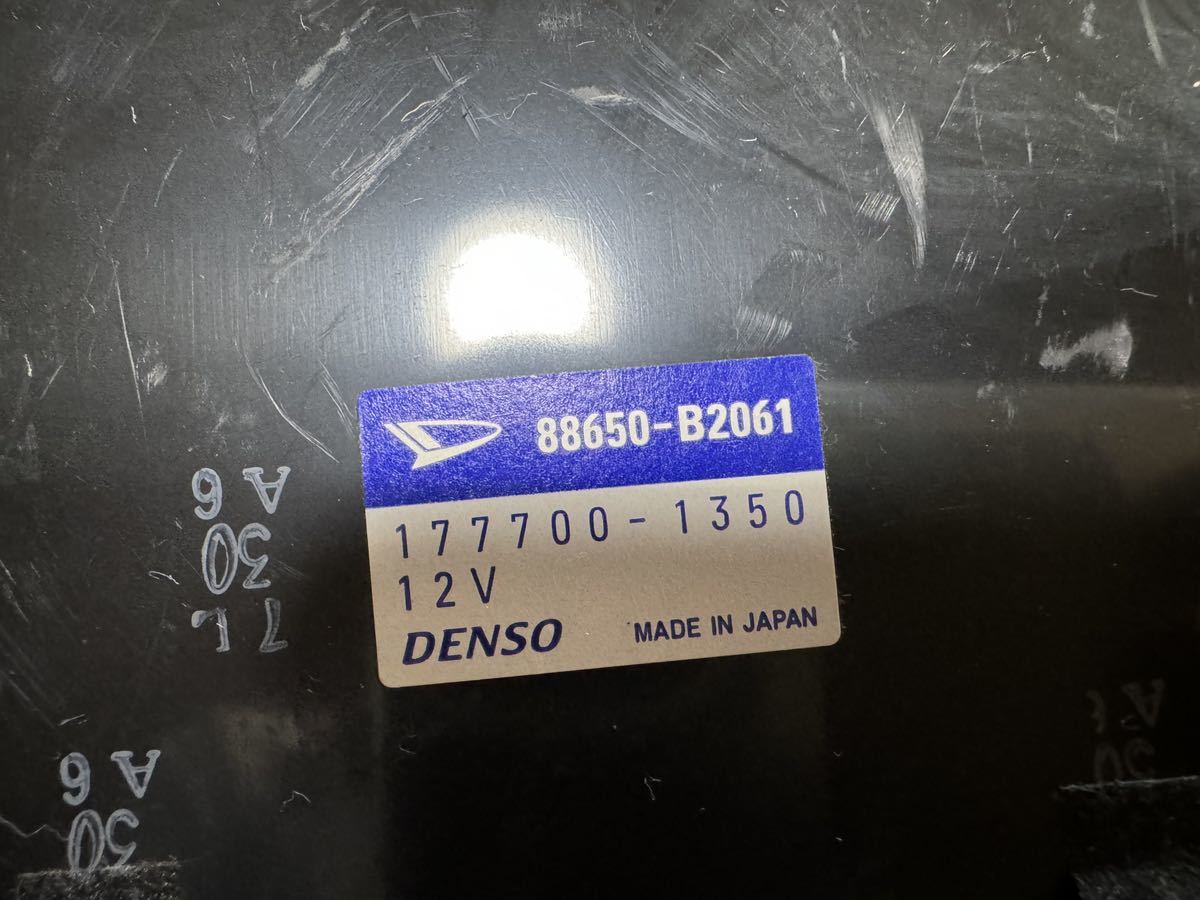 88650-B2061
177700-1350
12V
DENSO MADE IN JAPAN
7L
30
A6
30
A6